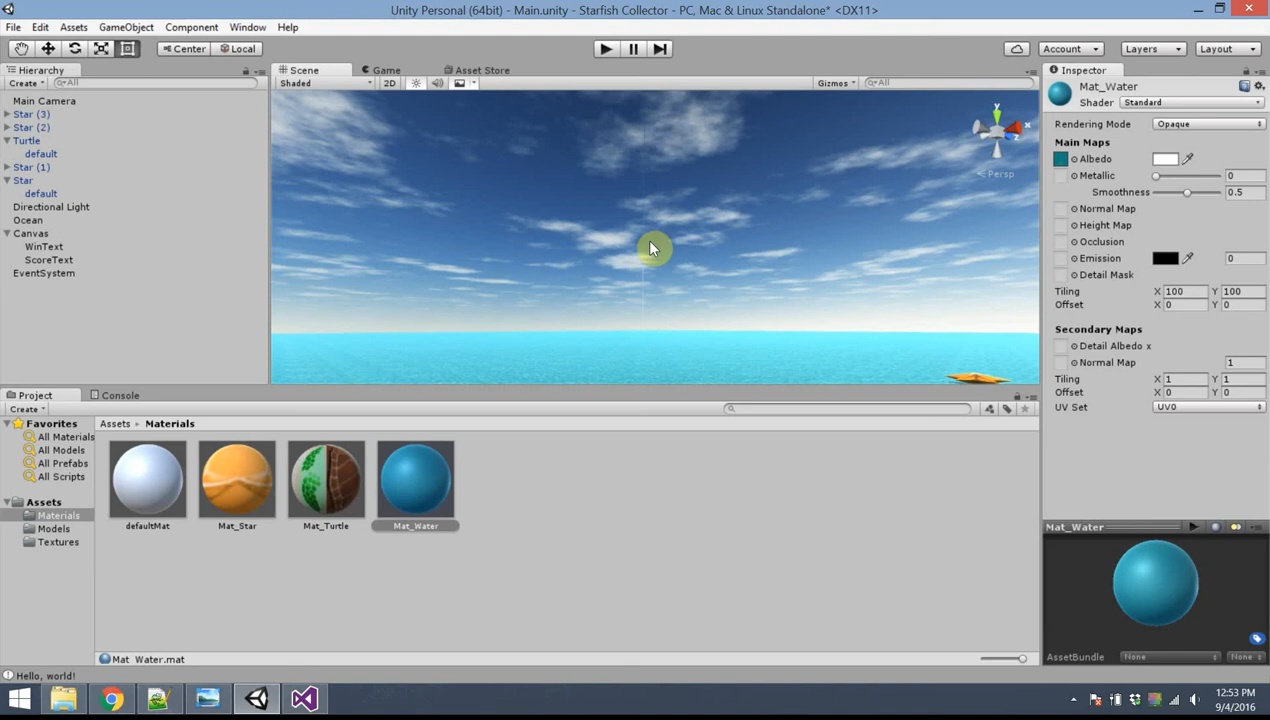 Unity Personal (64bit) - Main.unity - Starfish Collector - PC, Mac & Linux Standalone* <DX11>
File Edit Assets GameObject Component Window Help
Center Local Account Layers Layout
Hierarchy Scene Game Asset Store Inspector
Create All Shaded 2D Gizmos All
Mat_Water
Shader Standard
Main Camera
Star (3)
Star (2)
Turtle
default
Star (1)
Star
default
Directional Light
Ocean
Canvas
WinText
ScoreText
EventSystem
y
x
z
Persp
Rendering Mode Opaque
Main Maps
Albedo
Metallic 0
Smoothness 0.5
Normal Map
Height Map
Occlusion
Emission 0
Detail Mask
Tiling X 100 Y 100
Offset X 0 Y 0
Secondary Maps
Detail Albedo x
Normal Map 1
Tiling X 1 Y 1
Offset X 0 Y 0
UV Set UV0
Project Console
Create
Favorites
All Materials
All Models
All Prefabs
All Scripts
Assets
Materials
Models
Textures
Assets Materials
defaultMat Mat_Star Mat_Turtle Mat_Water
Mat_Water.mat
Mat_Water
AssetBundle None None
Hello, world!
12:53 PM
9/4/2016